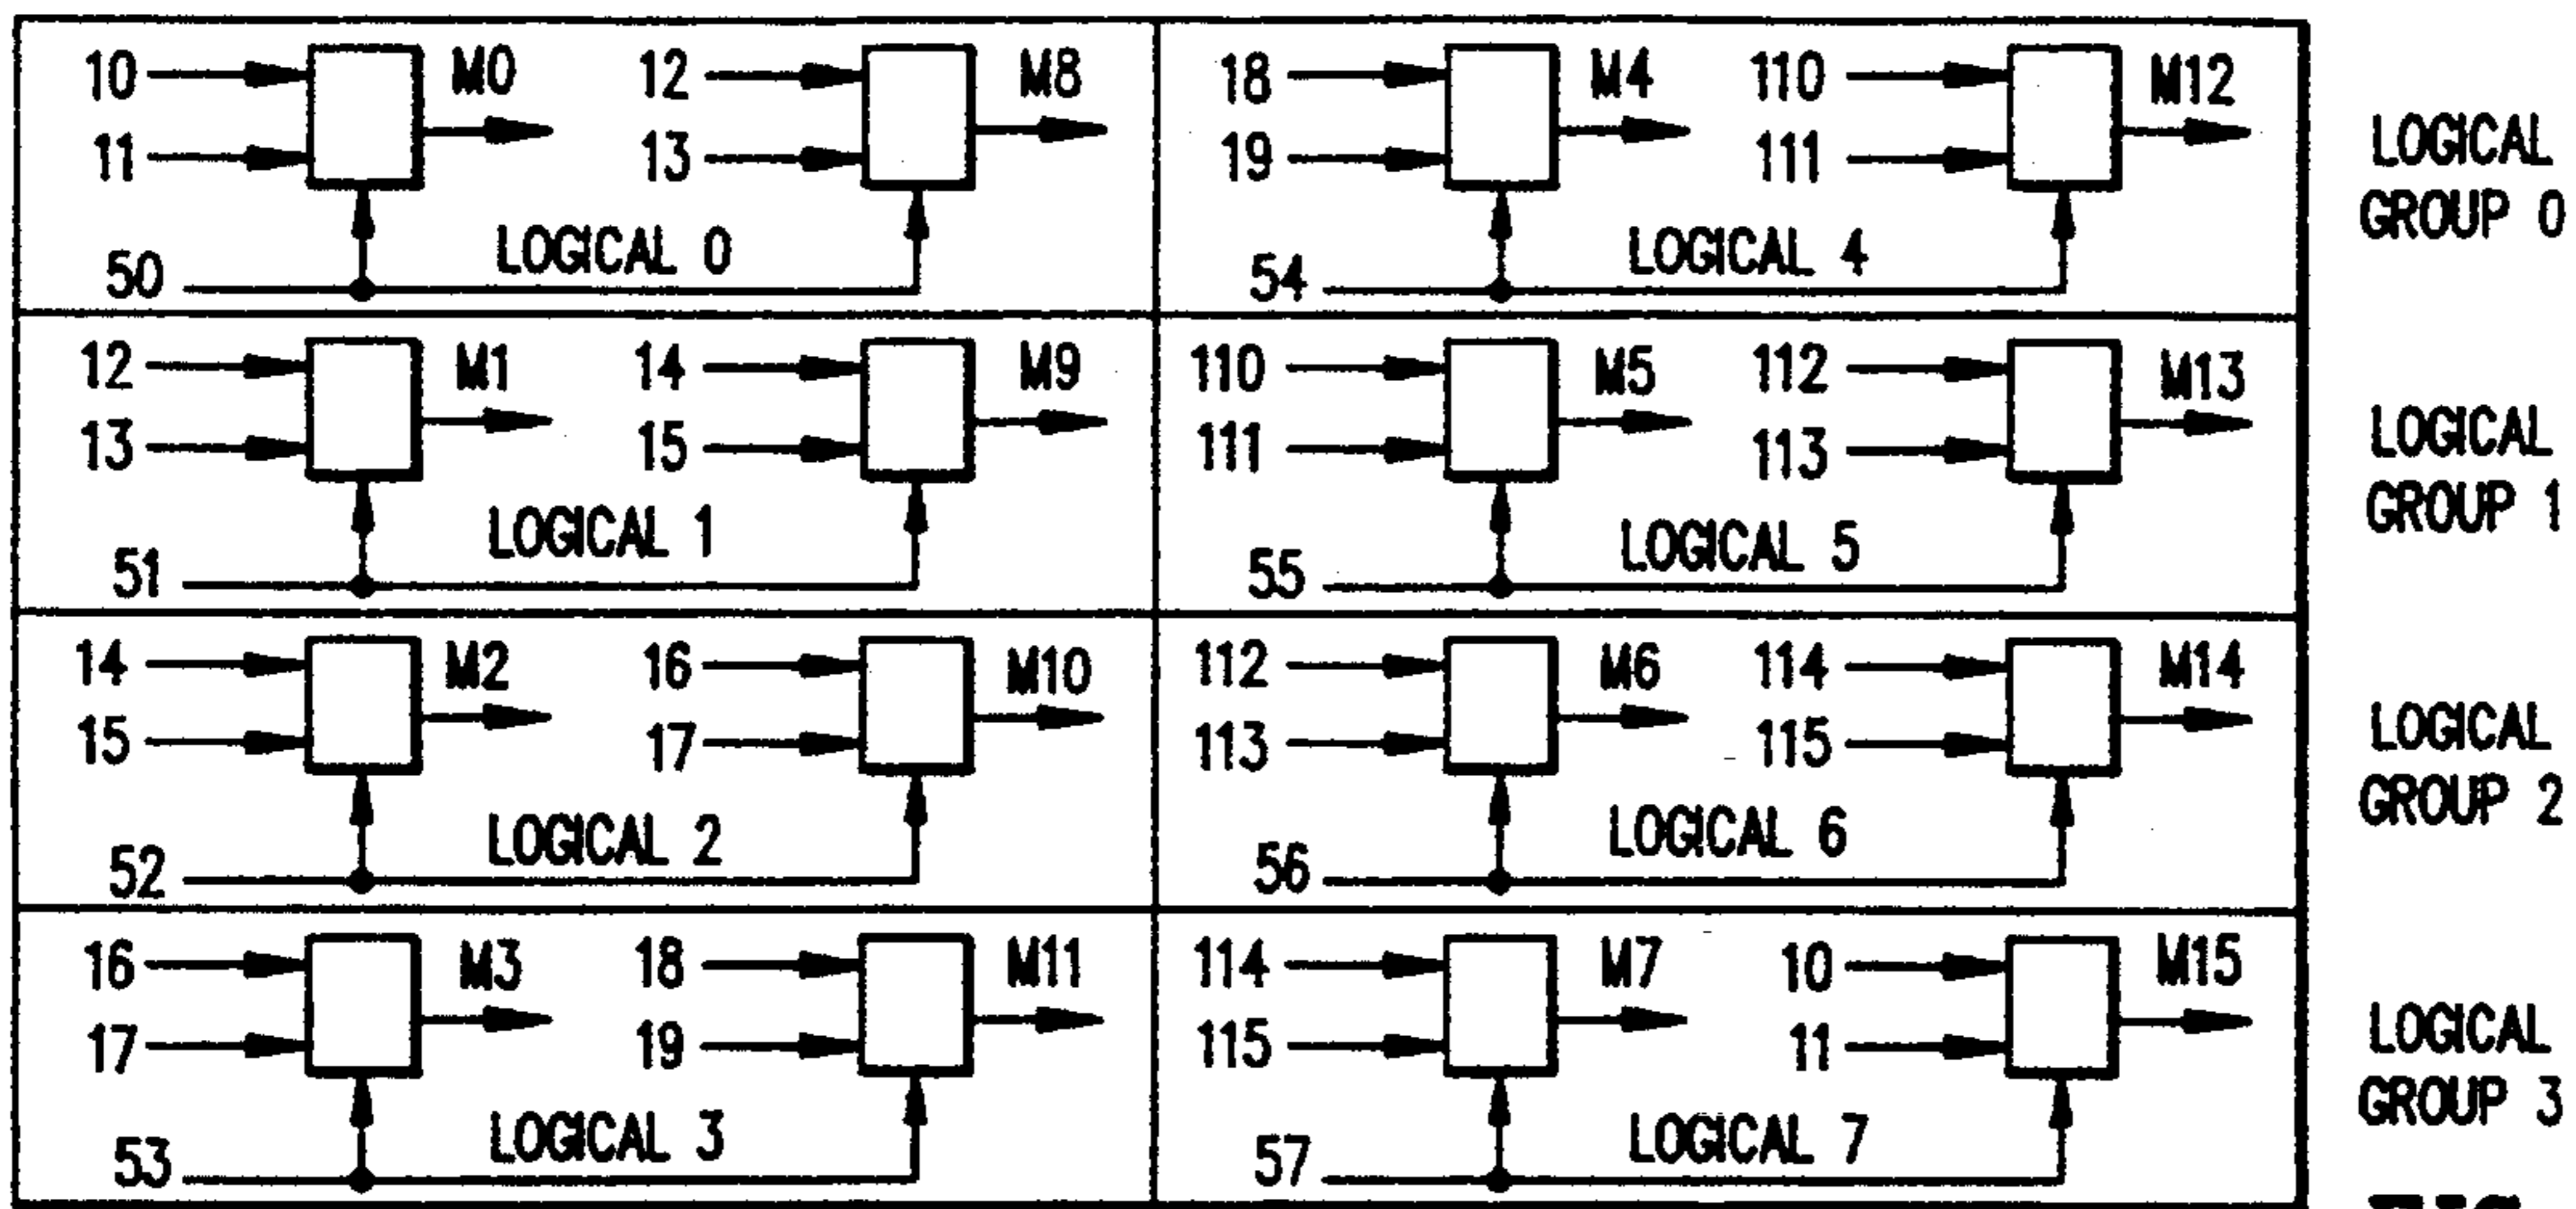 10 M0 12 M8 18 M4 110 M12
11 13 19 111
LOGICAL
GROUP 0
50 LOGICAL 0 54 LOGICAL 4
12 M1 14 M9 110 M5 112 M13
13 15 111 113
LOGICAL
GROUP 1
51 LOGICAL 1 55 LOGICAL 5
14 M2 16 M10 112 M6 114 M14
15 17 113 115
LOGICAL
GROUP 2
52 LOGICAL 2 56 LOGICAL 6
16 M3 18 M11 114 M7 10 M15
17 19 115 11
LOGICAL
GROUP 3
53 LOGICAL 3 57 LOGICAL 7